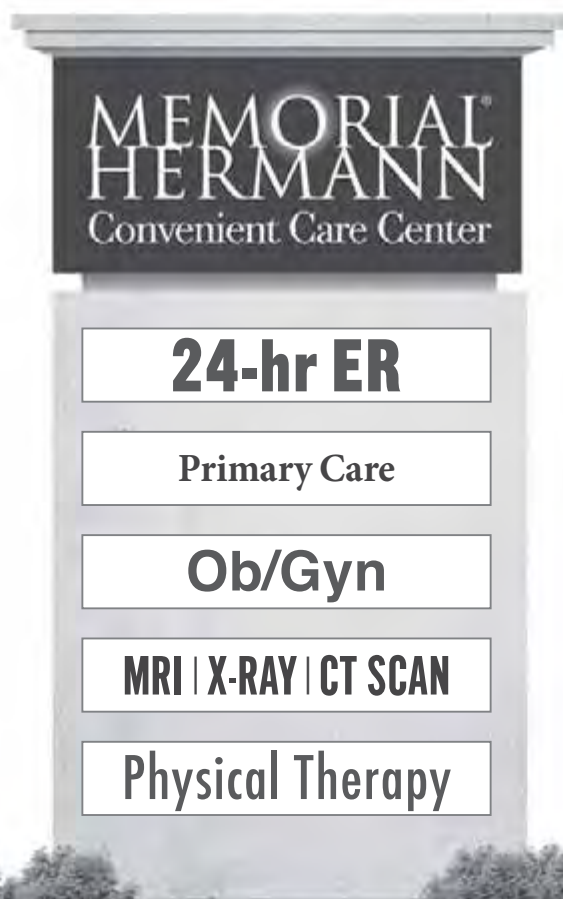 MEMORIAL®
HERMANN
Convenient Care Center
24-hr ER
Primary Care
Ob/Gyn
MRI | X-RAY | CT SCAN
Physical Therapy